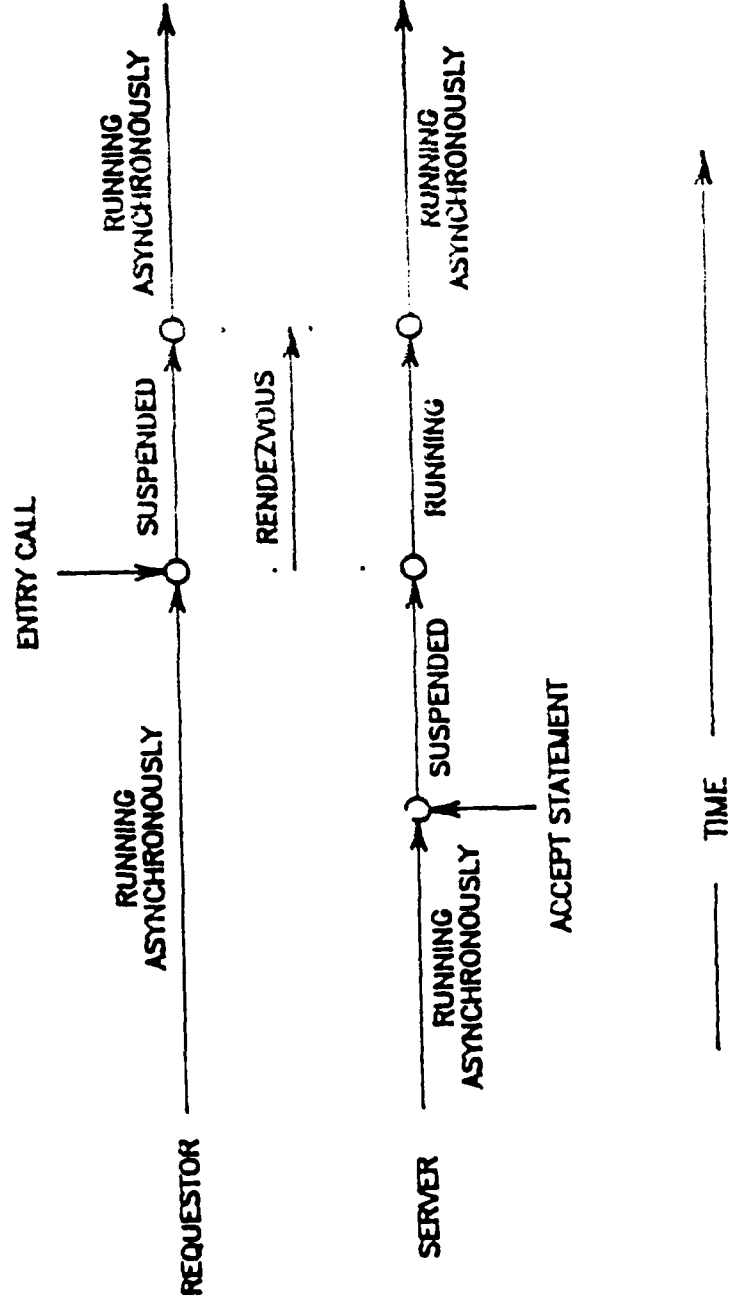 ENTRY CALL
RUNNING
ASYNCHRONOUSLY
SUSPENDED
RUNNING
ASYNCHRONOUSLY
REQUESTOR
RENDEZVOUS
SERVER
RUNNING
ASYNCHRONOUSLY
SUSPENDED
RUNNING
RUNNING
ASYNCHRONOUSLY
ACCEPT STATEMENT
TIME